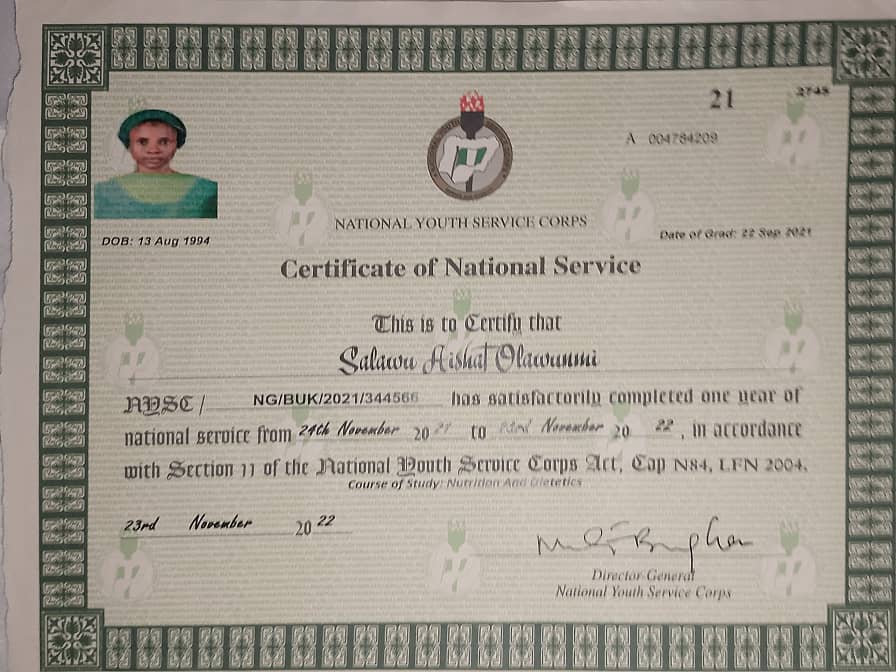 21
2745
A 004784209
NATIONAL YOUTH SERVICE CORPS
DOB: 13 Aug 1994
Date of Grad: 22 Sep 2021
Certificate of National Service
This is to Certify that
Salawu Aishat Olawunmi
NYSC/ NG/BUK/2021/344566 has satisfactorily completed one year of
national service from 24th November 2021 to 23rd November 2022, in accordance
with Section 11 of the National Youth Service Corps Act, Cap N84, LFN 2004.
Course of Study: Nutrition And Dietetics
23rd November 2022
Director-General
National Youth Service Corps